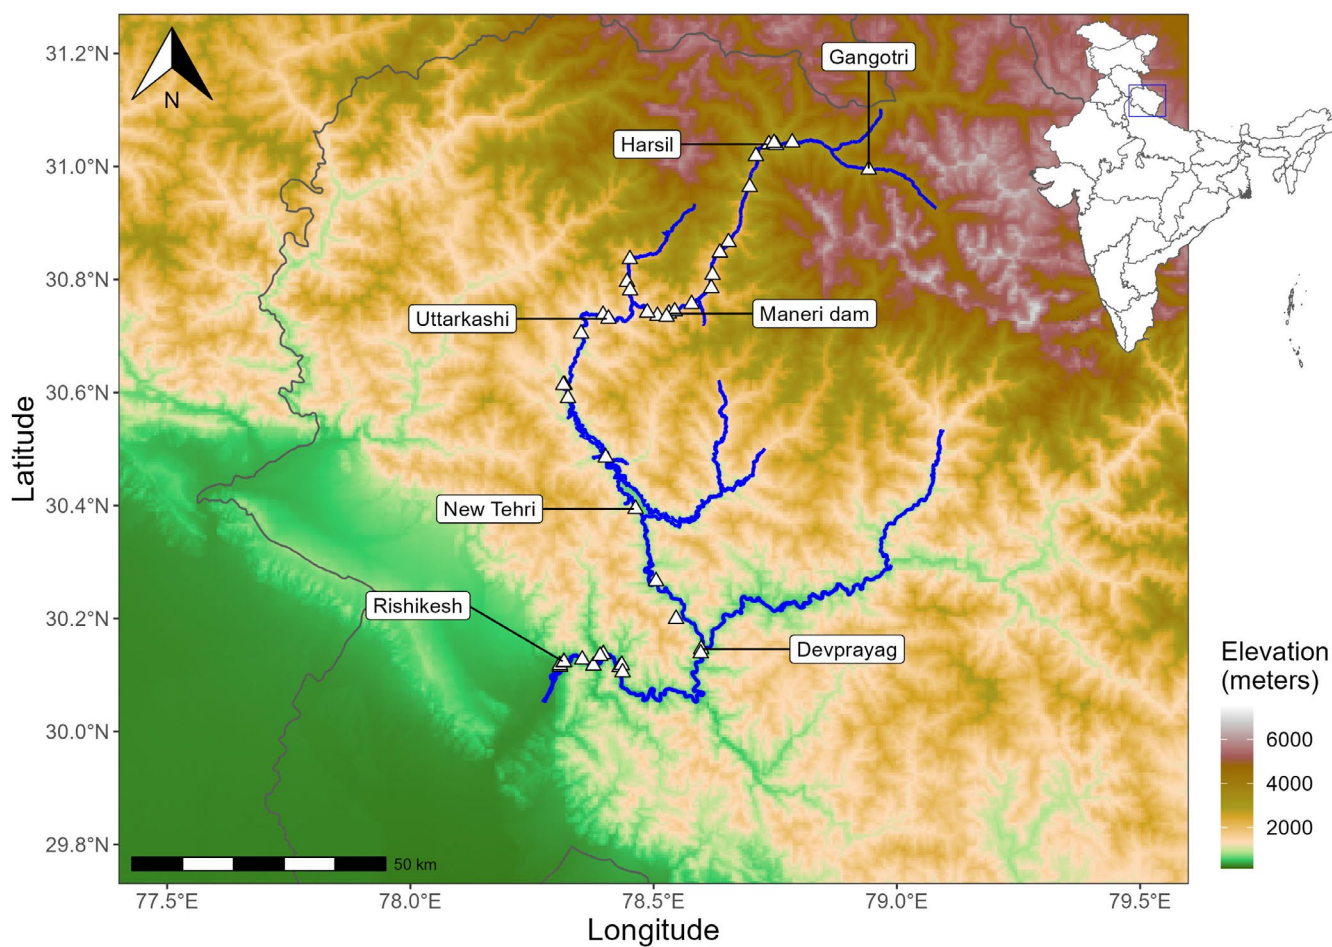 31.2°N
31.0°N
30.8°N
30.6°N
30.4°N
30.2°N
30.0°N
29.8°N
Latitude
N
Gangotri
Harsil
Uttarkashi
Maneri dam
New Tehri
Rishikesh
Devprayag
50 km
77.5°E
78.0°E
78.5°E
79.0°E
79.5°E
Longitude
Elevation
(meters)
6000
4000
2000